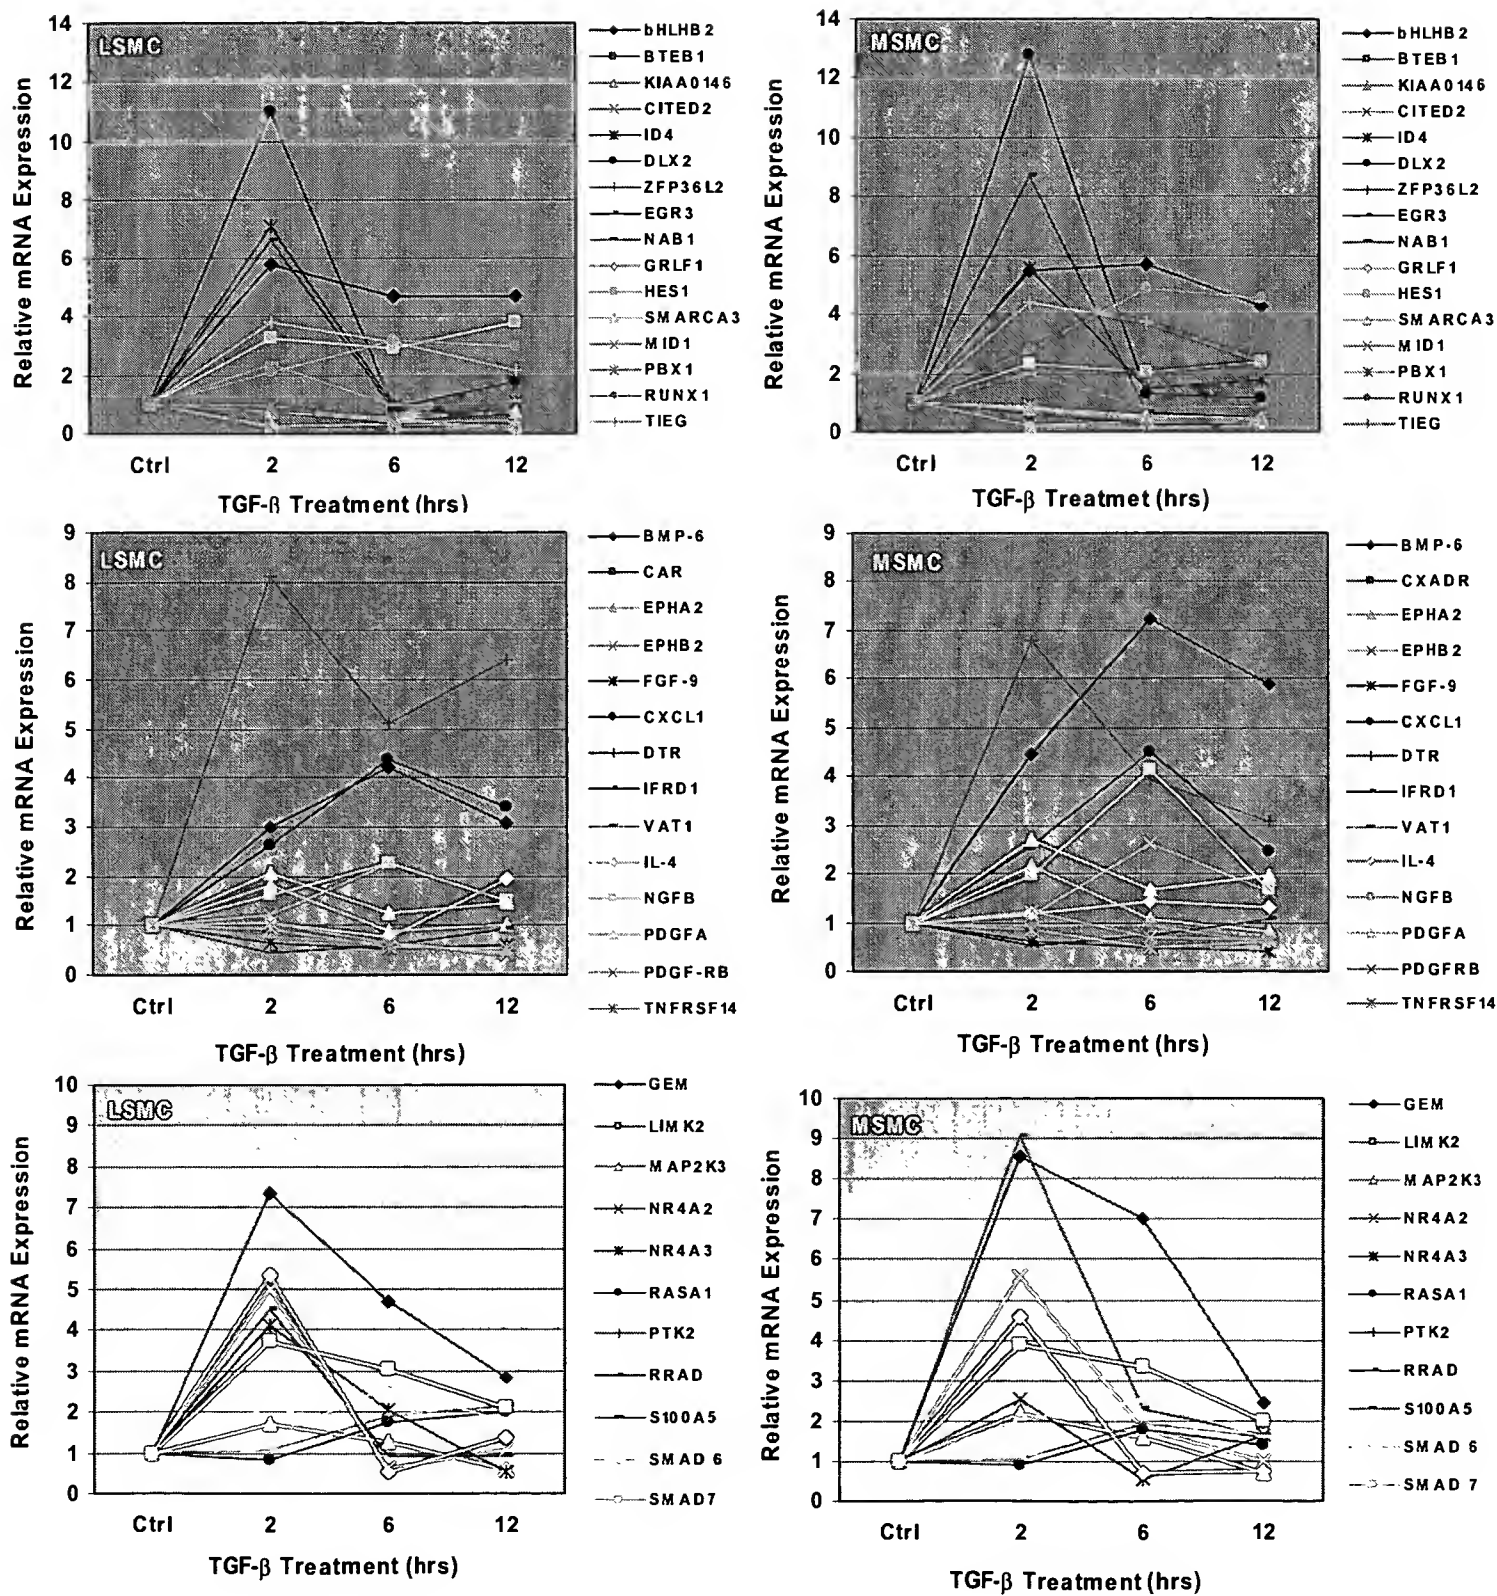 14
12
10
8
6
4
2
0
Relative mRNA Expression
LSMC
Ctrl
2
6
12
TGF-β Treatment (hrs)
bHLHB2
BTEB1
KIAA0146
CITED2
ID4
DLX2
ZFP36L2
EGR3
NAB1
GRLF1
HES1
SMARCA3
MID1
PBX1
RUNX1
TIEG
14
12
10
8
6
4
2
0
Relative mRNA Expression
MSMC
Ctrl
2
6
12
TGF-β Treatmet (hrs)
bHLHB2
BTEB1
KIAA0146
CITED2
ID4
DLX2
ZFP36L2
EGR3
NAB1
GRLF1
HES1
SMARCA3
MID1
PBX1
RUNX1
TIEG
9
8
7
6
5
4
3
2
1
0
Relative mRNA Expression
LSMC
Ctrl
2
6
12
TGF-β Treatment (hrs)
BMP-6
CAR
EPHA2
EPHB2
FGF-9
CXCL1
DTR
IFRD1
VAT1
IL-4
NGFB
PDGFA
PDGF-RB
TNFRSF14
9
8
7
6
5
4
3
2
1
0
Relative mRNA Expression
MSMC
Ctrl
2
6
12
TGF-β Treatment (hrs)
BMP-6
CXADR
EPHA2
EPHB2
FGF-9
CXCL1
DTR
IFRD1
VAT1
IL-4
NGFB
PDGFA
PDGFRB
TNFRSF14
10
9
8
7
6
5
4
3
2
1
0
Relative mRNA Expression
LSMC
Ctrl
2
6
12
TGF-β Treatment (hrs)
GEM
LIMK2
MAP2K3
NR4A2
NR4A3
RASA1
PTK2
RRAD
S100A5
SMAD 6
SMAD7
10
9
8
7
6
5
4
3
2
1
0
Relative mRNA Expression
MSMC
Ctrl
2
6
12
TGF-β Treatment (hrs)
GEM
LIMK2
MAP2K3
NR4A2
NR4A3
RASA1
PTK2
RRAD
S100A5
SMAD 6
SMAD 7